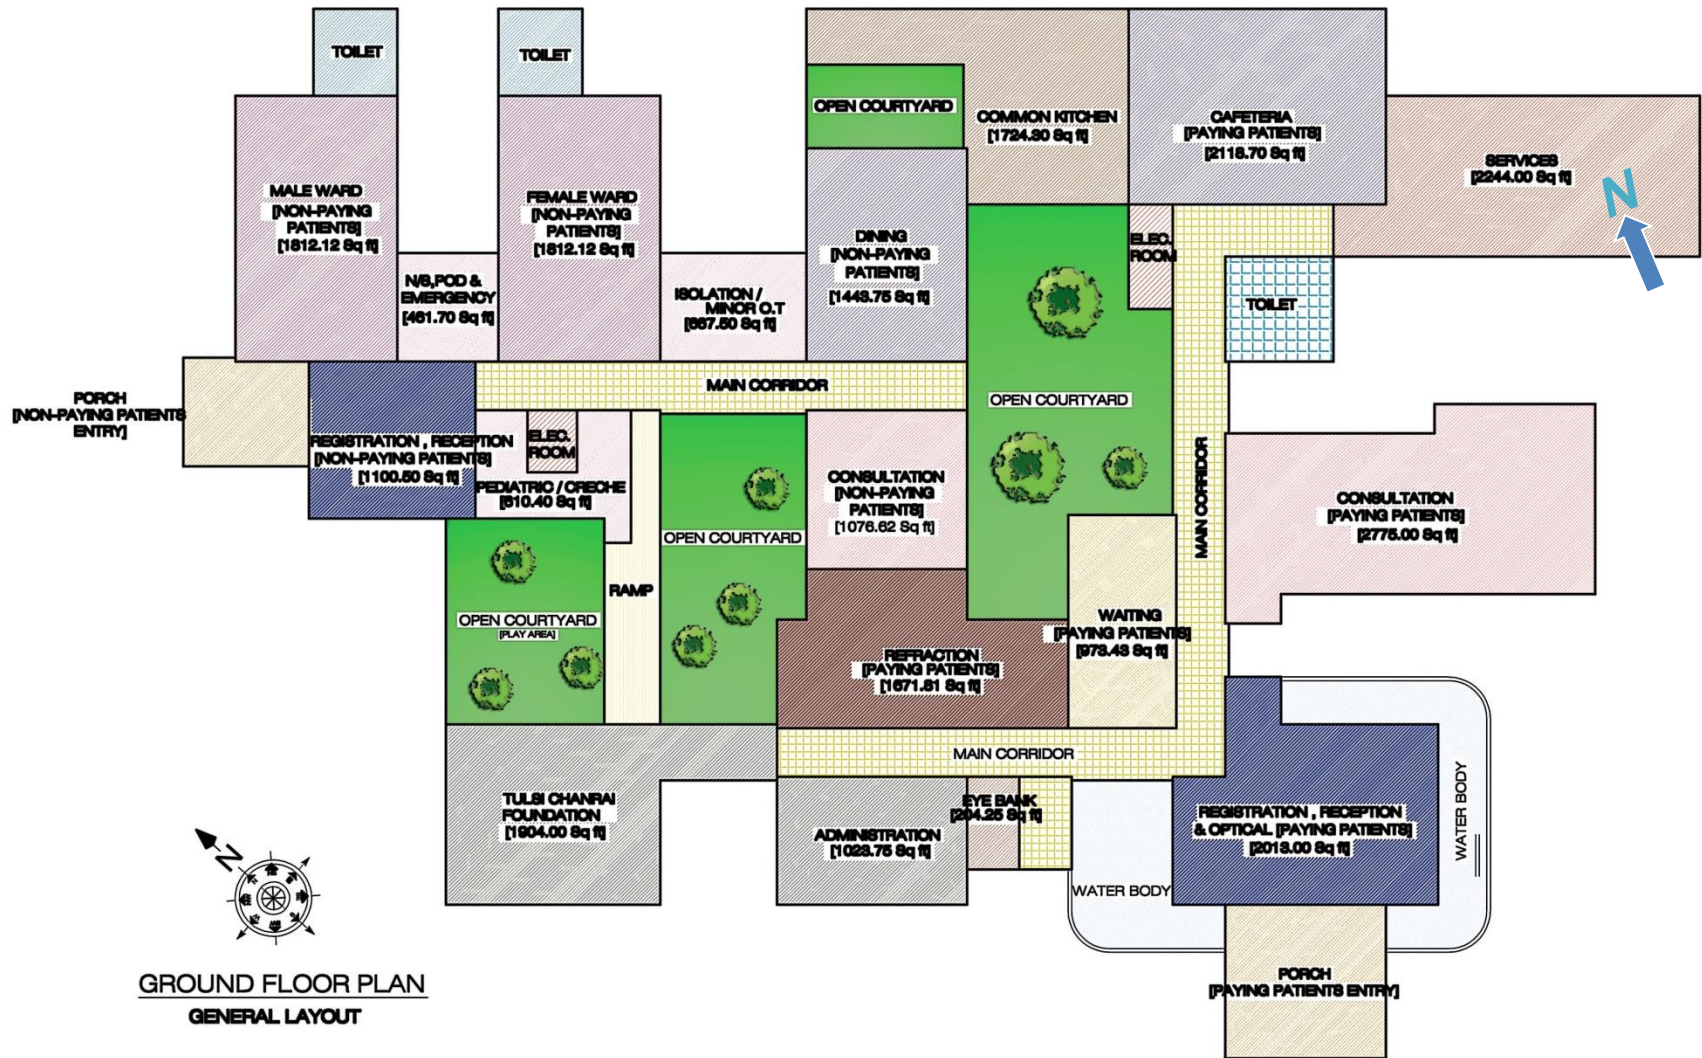 TOILET
TOILET
OPEN COURTYARD
COMMON KITCHEN
[1724.30 Sq ft]
CAFETERIA
[PAYING PATIENTS]
[2118.70 Sq ft]
SERVICES
[2244.00 Sq ft]
N
MALE WARD
[NON-PAYING
PATIENTS]
[1812.12 Sq ft]
FEMALE WARD
[NON-PAYING
PATIENTS]
[1812.12 Sq ft]
DINING
[NON-PAYING
PATIENTS]
[1443.75 Sq ft]
ELEC.
ROOM
N/S,POD &
EMERGENCY
[461.70 Sq ft]
ISOLATION /
MINOR O.T
[667.50 Sq ft]
TOILET
MAIN CORRIDOR
OPEN COURTYARD
PORCH
[NON-PAYING PATIENTS
ENTRY]
REGISTRATION , RECEPTION
[NON-PAYING PATIENTS]
[1100.50 Sq ft]
ELEC.
ROOM
PEDIATRIC / CRECHE
[610.40 Sq ft]
CONSULTATION
[NON-PAYING
PATIENTS]
[1076.62 Sq ft]
MAIN CORRIDOR
CONSULTATION
[PAYING PATIENTS]
[2775.00 Sq ft]
OPEN COURTYARD
RAMP
OPEN COURTYARD
[PLAY AREA]
WAITING
[PAYING PATIENTS]
[973.43 Sq ft]
REFRACTION
[PAYING PATIENTS]
[1671.81 Sq ft]
MAIN CORRIDOR
TULSI CHANRAI
FOUNDATION
[1904.00 Sq ft]
ADMINISTRATION
[1023.75 Sq ft]
EYE BANK
[204.25 Sq ft]
REGISTRATION , RECEPTION
& OPTICAL [PAYING PATIENTS]
[2013.00 Sq ft]
WATER BODY
WATER BODY
N
PORCH
[PAYING PATIENTS ENTRY]
GROUND FLOOR PLAN
GENERAL LAYOUT